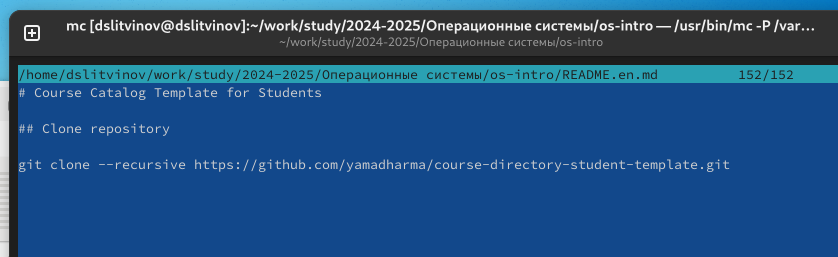 mc [dslitvinov@dslitvinov]:~/work/study/2024-2025/Операционные системы/os-intro — /usr/bin/mc -P /var...
~/work/study/2024-2025/Операционные системы/os-intro
/home/dslitvinov/work/study/2024-2025/Операционные системы/os-intro/README.en.md 152/152
# Course Catalog Template for Students
## Clone repository
git clone --recursive https://github.com/yamadharma/course-directory-student-template.git